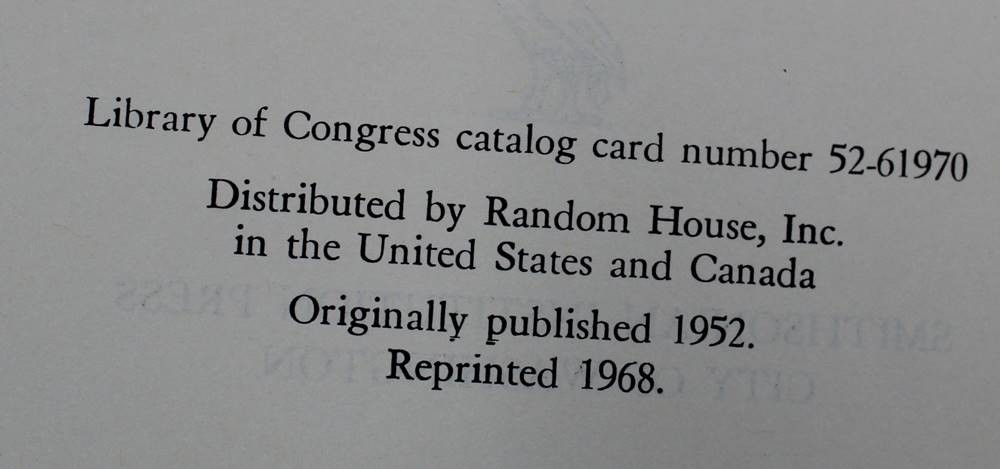 Library of Congress catalog card number 52-61970
Distributed by Random House, Inc.
in the United States and Canada
Originally published 1952.
Reprinted 1968.